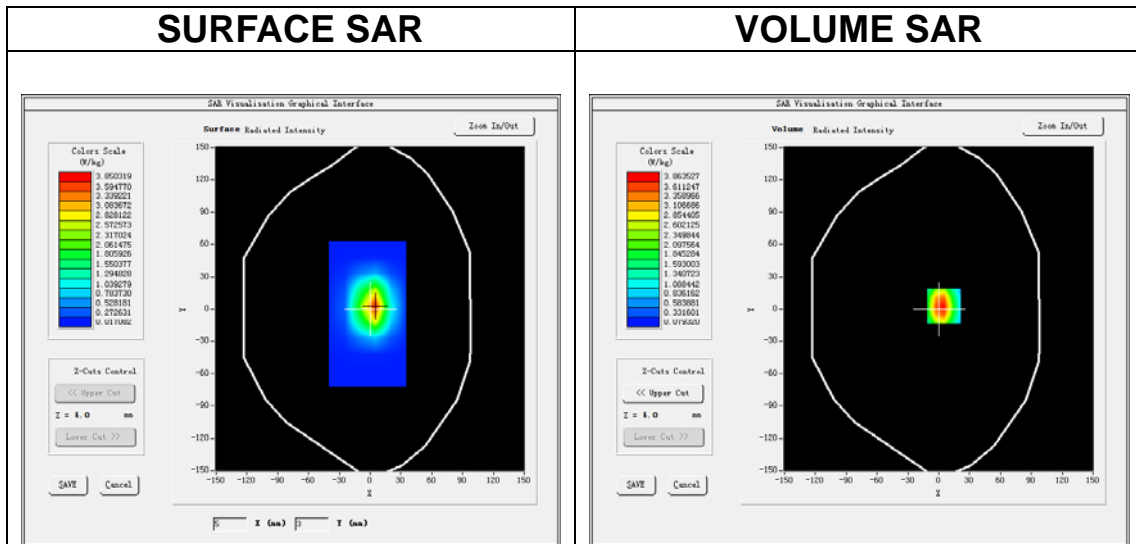 SURFACE SAR
VOLUME SAR
SAR Visualisation Graphical Interface
Surface Radiated Intensity
Zoom In/Out
Colors Scale
(W/kg)
3.850319
3.594770
3.339221
3.083672
2.828122
2.572573
2.317024
2.061475
1.805926
1.550377
1.294828
1.039279
0.783730
0.528181
0.272631
0.017082
150
120
90
60
30
0
-30
-60
-90
-120
-150
Y
-150 -120 -90 -60 -30 0 30 60 90 120 150
X
Z-Cuts Control
<< Upper Cut
Z = 4.0 mm
Lower Cut >>
SAVE Cancel
5 X (mm) 3 Y (mm)
SAR Visualisation Graphical Interface
Volume Radiated Intensity
Zoom In/Out
Colors Scale
(W/kg)
3.863527
3.611247
3.358966
3.106686
2.854405
2.602125
2.349844
2.097564
1.845284
1.593003
1.340723
1.088442
0.836162
0.583881
0.331601
0.079320
150
120
90
60
30
0
-30
-60
-90
-120
-150
Y
-150 -120 -90 -60 -30 0 30 60 90 120 150
X
Z-Cuts Control
<< Upper Cut
Z = 4.0 mm
Lower Cut >>
SAVE Cancel